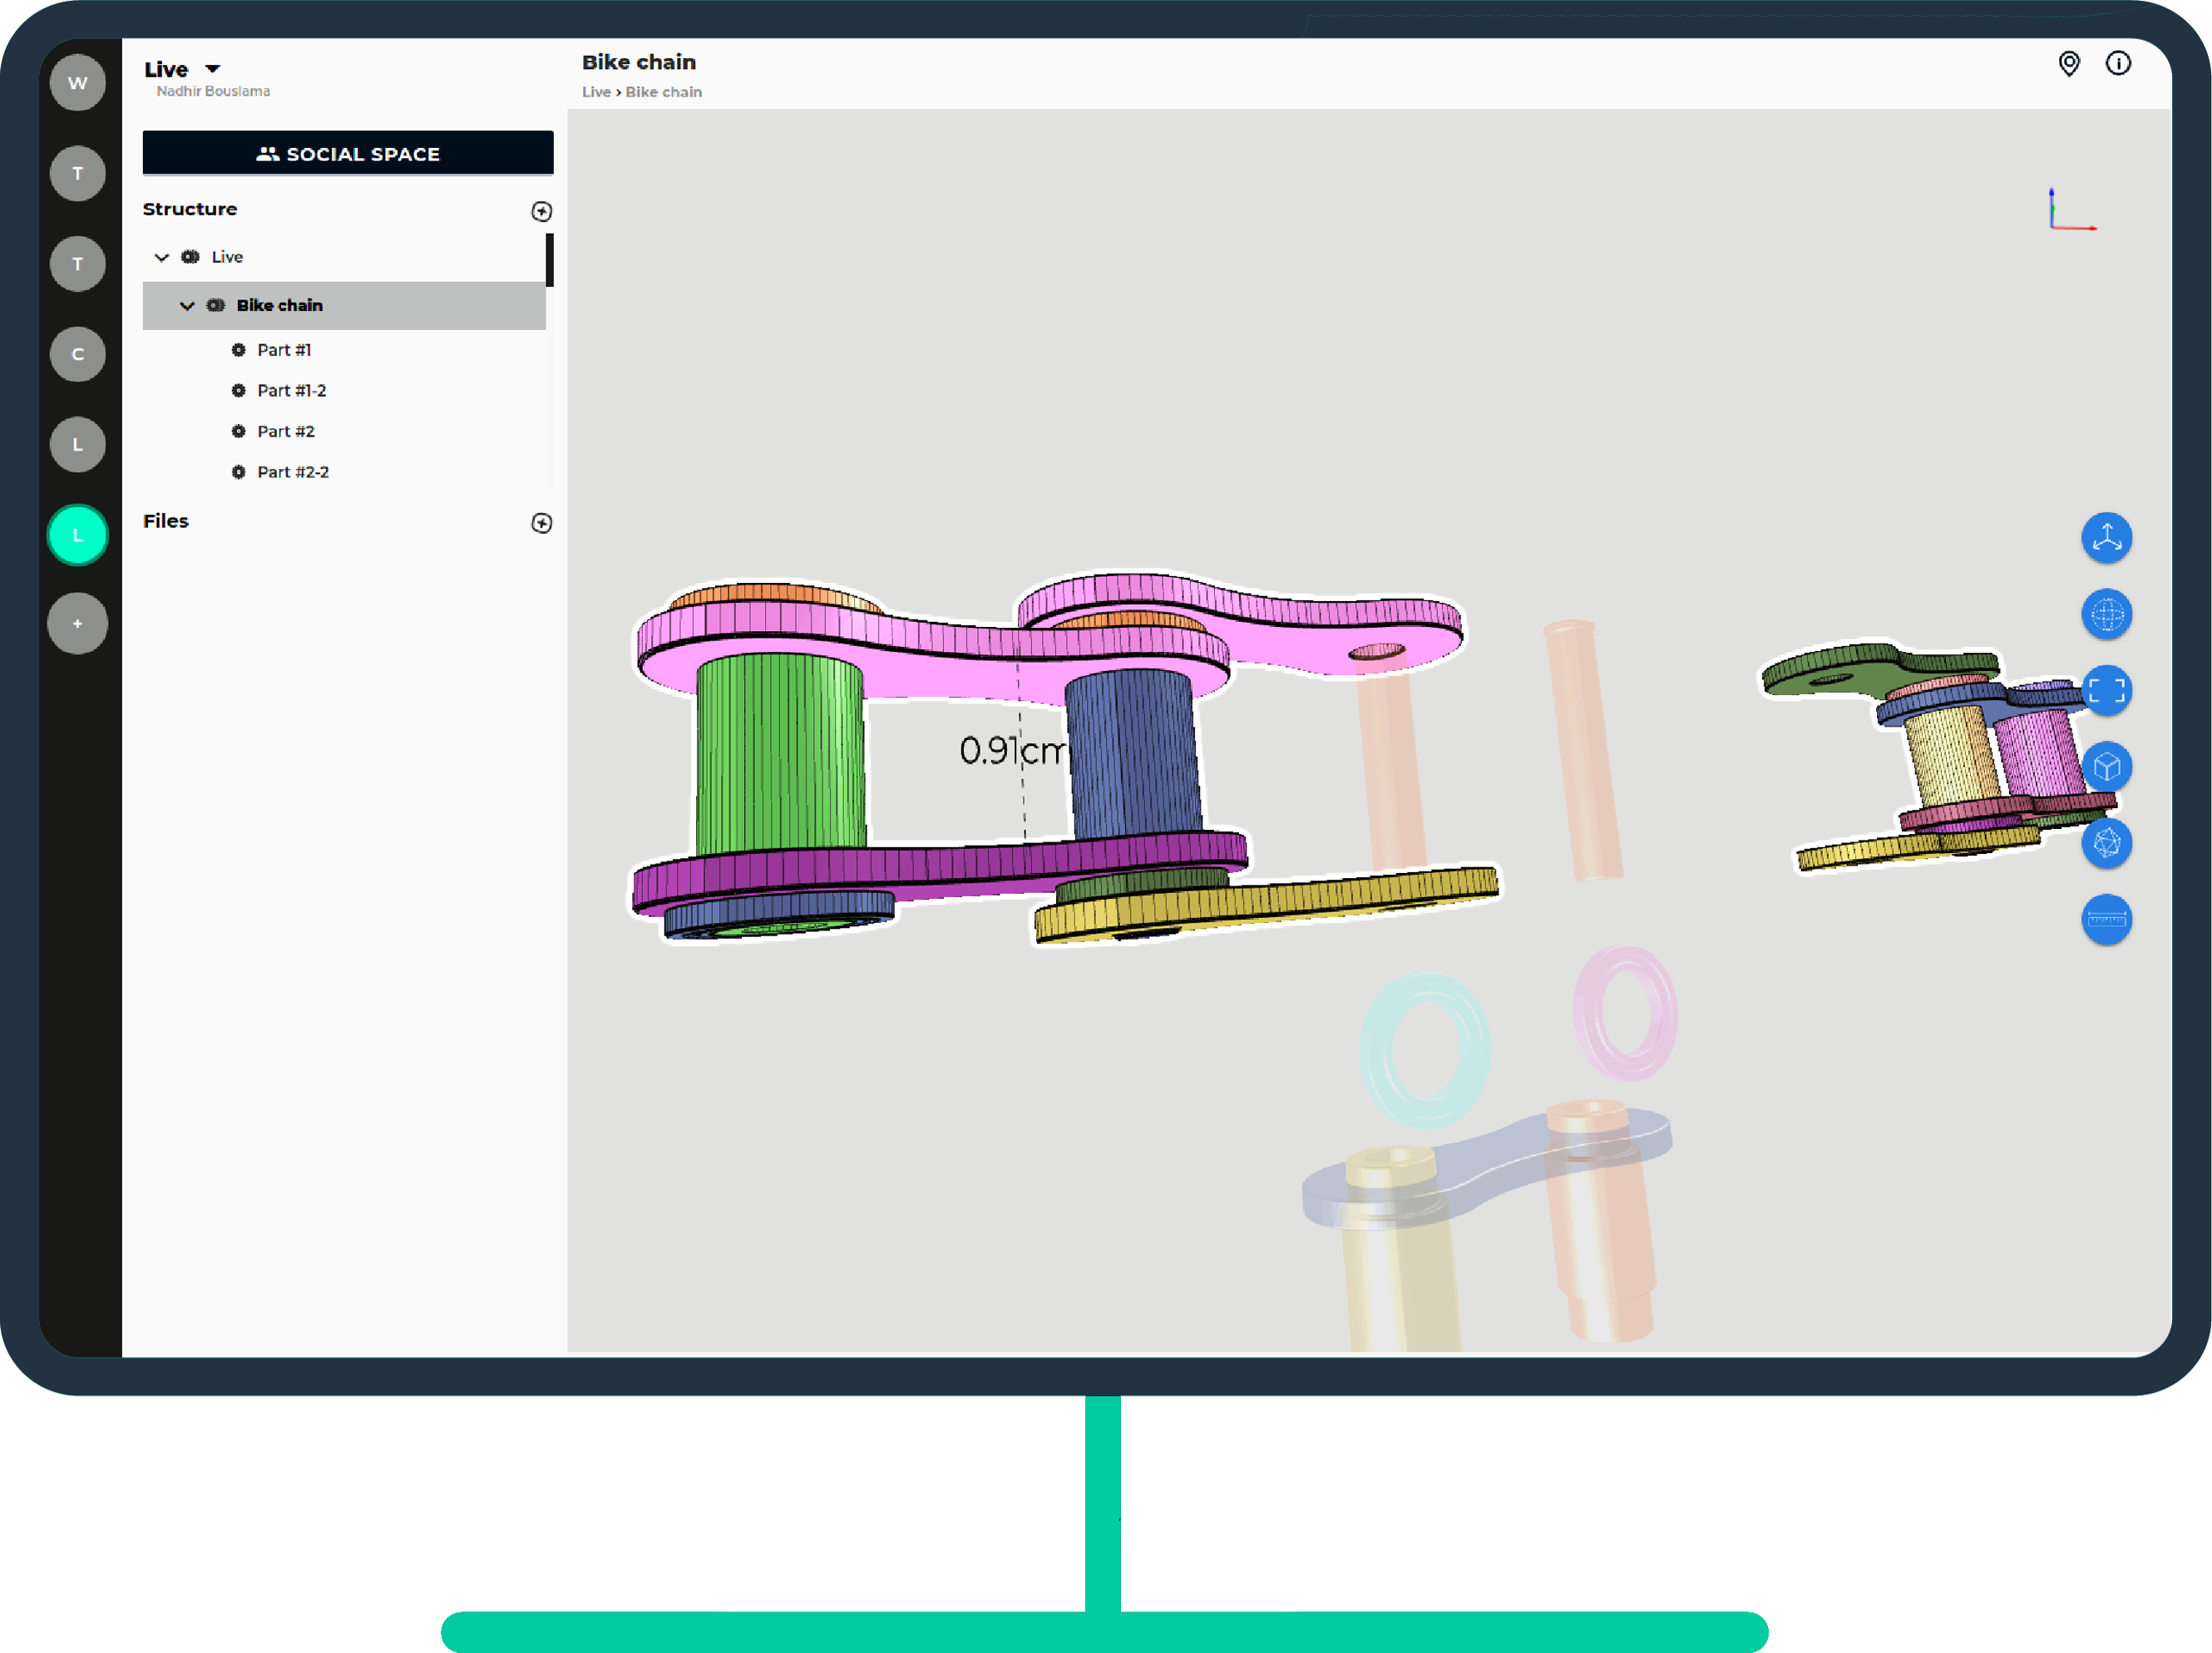 W
T
T
C
L
L
+
Live
Nadhir Bouslama
SOCIAL SPACE
Structure
Live
Bike chain
Part #1
Part #1-2
Part #2
Part #2-2
Files
Bike chain
Live › Bike chain
0.91cm